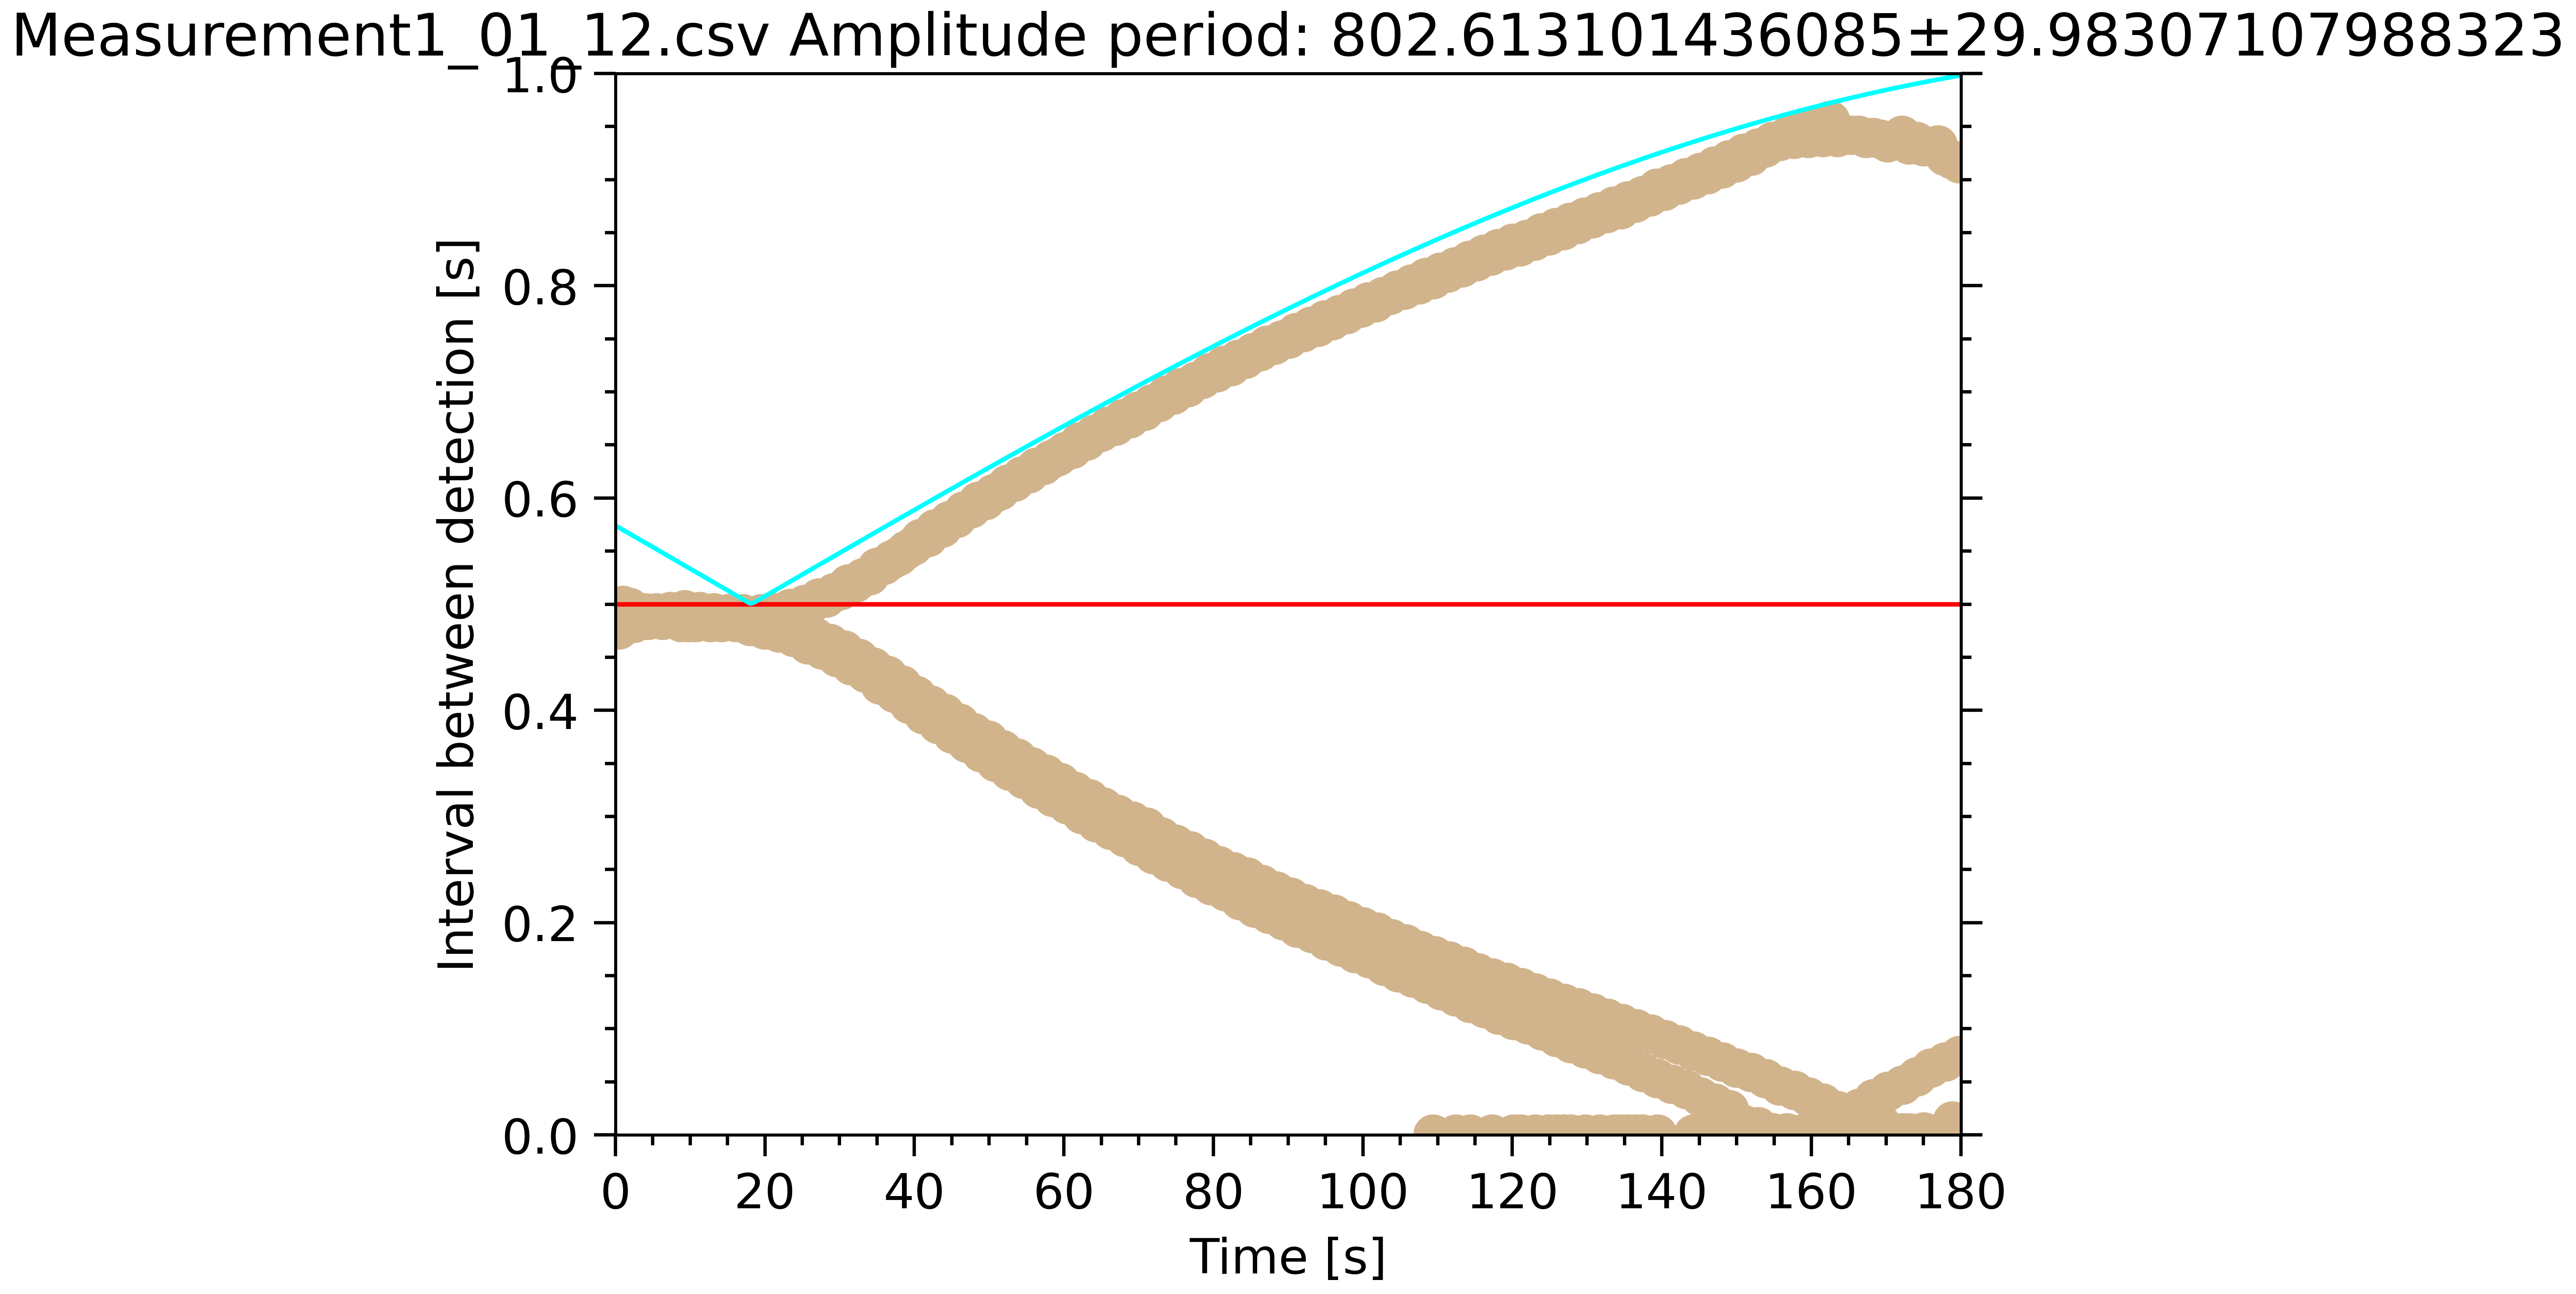 Measurement1_01_12.csv Amplitude period: 802.613101436085±29.98307107988323
1.0
0.8
0.6
0.4
0.2
0.0
Interval between detection [s]
0 20 40 60 80 100 120 140 160 180
Time [s]